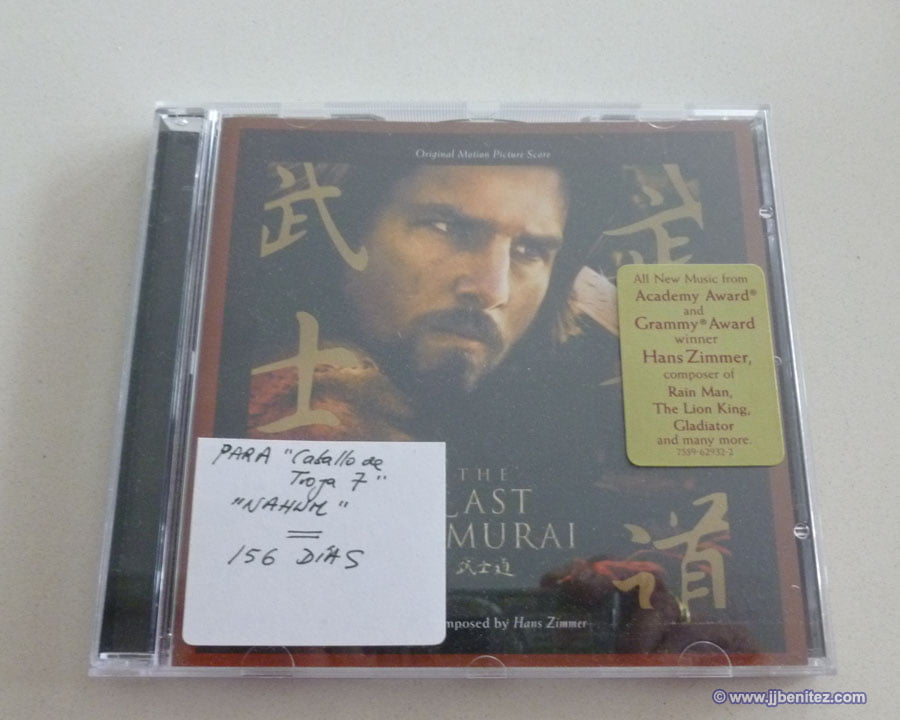 Original Motion Picture Score
武
士
武
道
All New Music from
Academy Award®
and
Grammy® Award
winner
Hans Zimmer,
composer of
Rain Man,
The Lion King,
Gladiator
and many more.
7559-62932-2
PARA "Caballo de
Troya 7"
"NAHUM"
156 DÍAS
THE
LAST
MURAI
武士道
mposed by Hans Zimmer
© www.jjbenitez.com